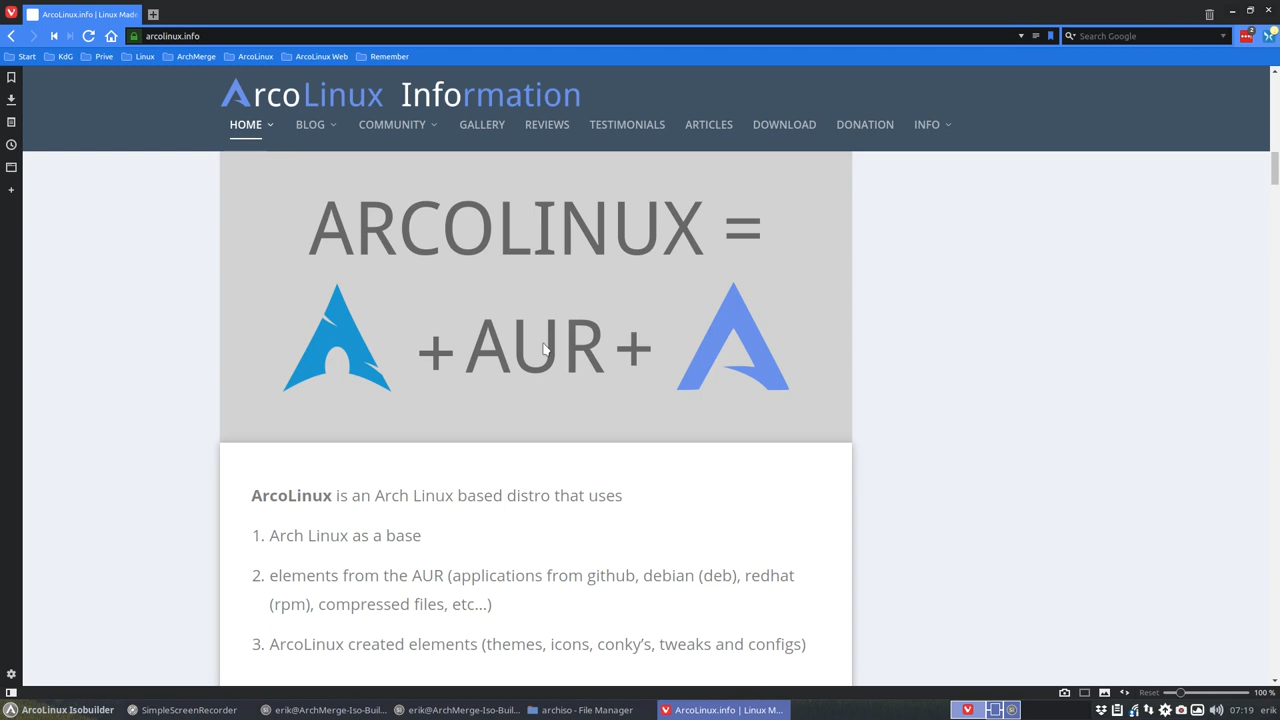 ArcoLinux.info | Linux Made
arcolinux.info
Search Google
2
Start KdG Prive Linux ArchMerge ArcoLinux ArcoLinux Web Remember
ArcoLinux Information
HOME BLOG COMMUNITY GALLERY REVIEWS TESTIMONIALS ARTICLES DOWNLOAD DONATION INFO
ARCOLINUX =
+ AUR +
ArcoLinux is an Arch Linux based distro that uses
1. Arch Linux as a base
2. elements from the AUR (applications from github, debian (deb), redhat
(rpm), compressed files, etc...)
3. ArcoLinux created elements (themes, icons, conky's, tweaks and configs)
Reset 100 %
ArcoLinux Isobuilder SimpleScreenRecorder erik@ArchMerge-Iso-Buil... erik@ArchMerge-Iso-Buil... archiso - File Manager ArcoLinux.info | Linux M... 07:19 erik